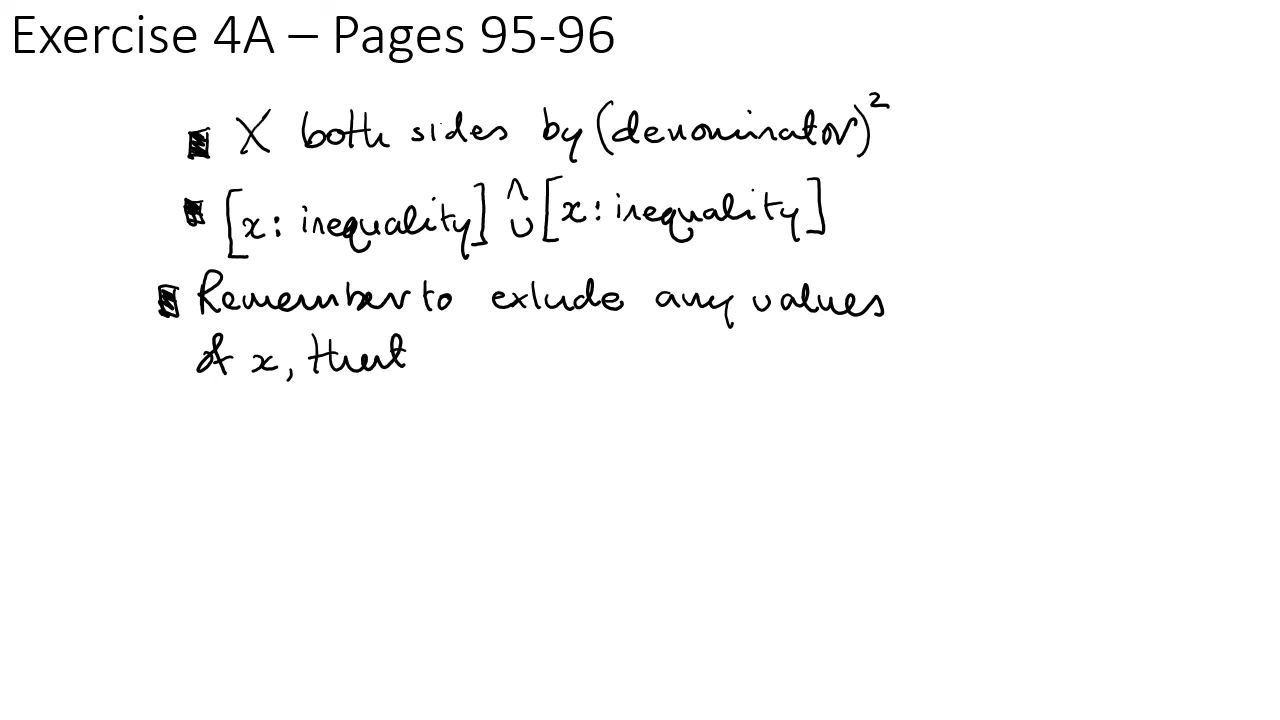 Exercise 4A – Pages 95-96
X both sides by (denominator)²
[x: inequality] ∩ ∪ [x: inequality]
Remember to exlude any values
of x, that